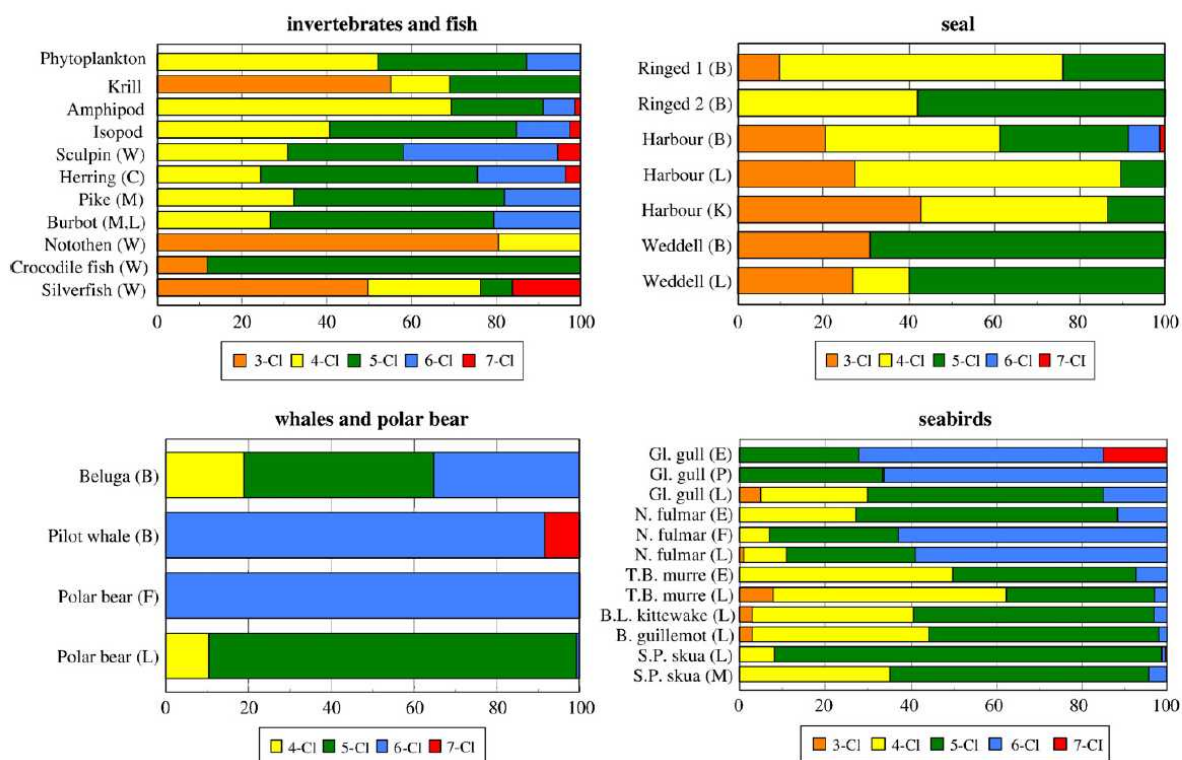 invertebrates and fish
Phytoplankton
Krill
Amphipod
Isopod
Sculpin (W)
Herring (C)
Pike (M)
Burbot (M,L)
Notothen (W)
Crocodile fish (W)
Silverfish (W)
0 20 40 60 80 100
3-Cl 4-Cl 5-Cl 6-Cl 7-Cl
seal
Ringed 1 (B)
Ringed 2 (B)
Harbour (B)
Harbour (L)
Harbour (K)
Weddell (B)
Weddell (L)
0 20 40 60 80 100
3-Cl 4-Cl 5-Cl 6-Cl 7-Cl
whales and polar bear
Beluga (B)
Pilot whale (B)
Polar bear (F)
Polar bear (L)
0 20 40 60 80 100
4-Cl 5-Cl 6-Cl 7-Cl
seabirds
Gl. gull (E)
Gl. gull (P)
Gl. gull (L)
N. fulmar (E)
N. fulmar (F)
N. fulmar (L)
T.B. murre (E)
T.B. murre (L)
B.L. kittewake (L)
B. guillemot (L)
S.P. skua (L)
S.P. skua (M)
0 20 40 60 80 100
3-Cl 4-Cl 5-Cl 6-Cl 7-Cl